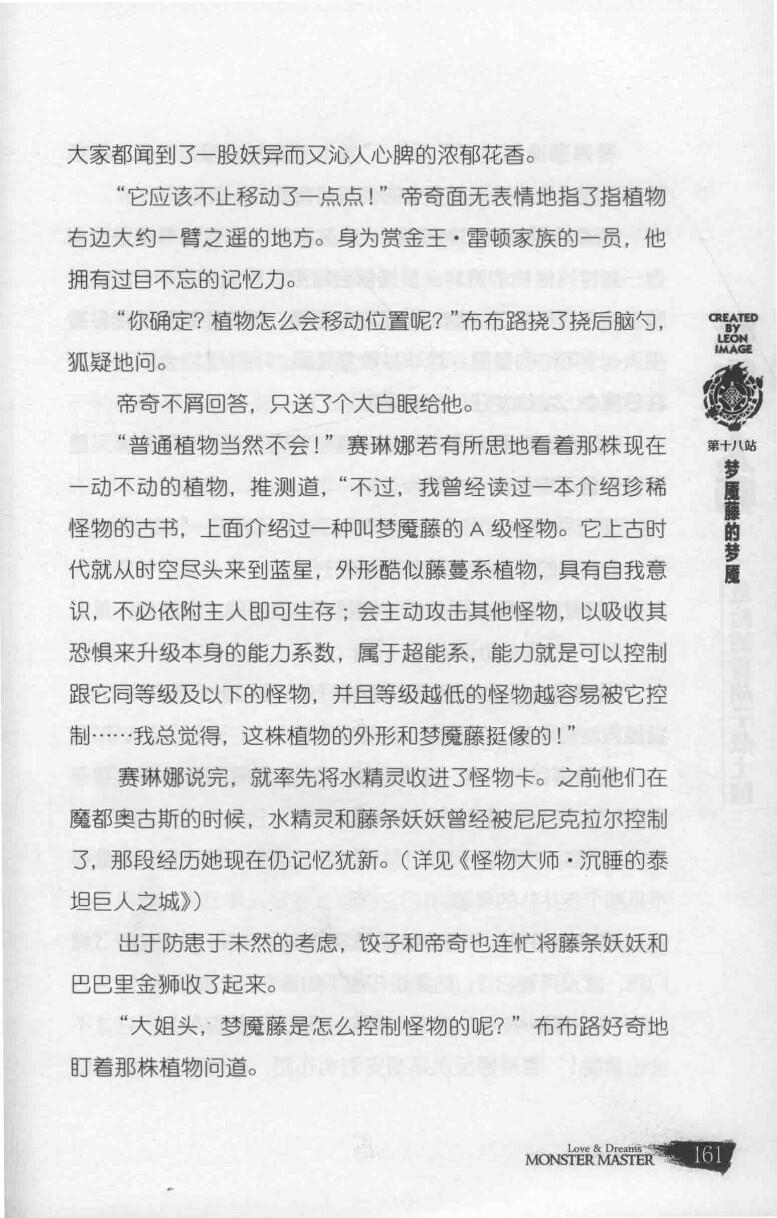 大家都闻到了一股妖异而又沁人心脾的浓郁花香。
“它应该不止移动了一点点！”帝奇面无表情地指了指植物
右边大约一臂之遥的地方。身为赏金王·雷顿家族的一员，他
拥有过目不忘的记忆力。
“你确定？植物怎么会移动位置呢？”布布路挠了挠后脑勺，
狐疑地问。
帝奇不屑回答，只送了个大白眼给他。
“普通植物当然不会！”赛琳娜若有所思地看着那株现在
一动不动的植物，推测道，“不过，我曾经读过一本介绍珍稀
怪物的古书，上面介绍过一种叫梦魇藤的 A 级怪物。它上古时
代就从时空尽头来到蓝星，外形酷似藤蔓系植物，具有自我意
识，不必依附主人即可生存；会主动攻击其他怪物，以吸收其
恐惧来升级本身的能力系数，属于超能系，能力就是可以控制
跟它同等级及以下的怪物，并且等级越低的怪物越容易被它控
制……我总觉得，这株植物的外形和梦魇藤挺像的！”
赛琳娜说完，就率先将水精灵收进了怪物卡。之前他们在
魔都奥古斯的时候，水精灵和藤条妖妖曾经被尼尼克拉尔控制
了，那段经历她现在仍记忆犹新。（详见《怪物大师·沉睡的泰
坦巨人之城》）
出于防患于未然的考虑，饺子和帝奇也连忙将藤条妖妖和
巴巴里金狮收了起来。
“大姐头，梦魇藤是怎么控制怪物的呢？”布布路好奇地
盯着那株植物问道。
CREATED
BY
LEON
IMAGE
第十八站
梦魇藤的梦魇
Love & Dreams
MONSTER MASTER
161